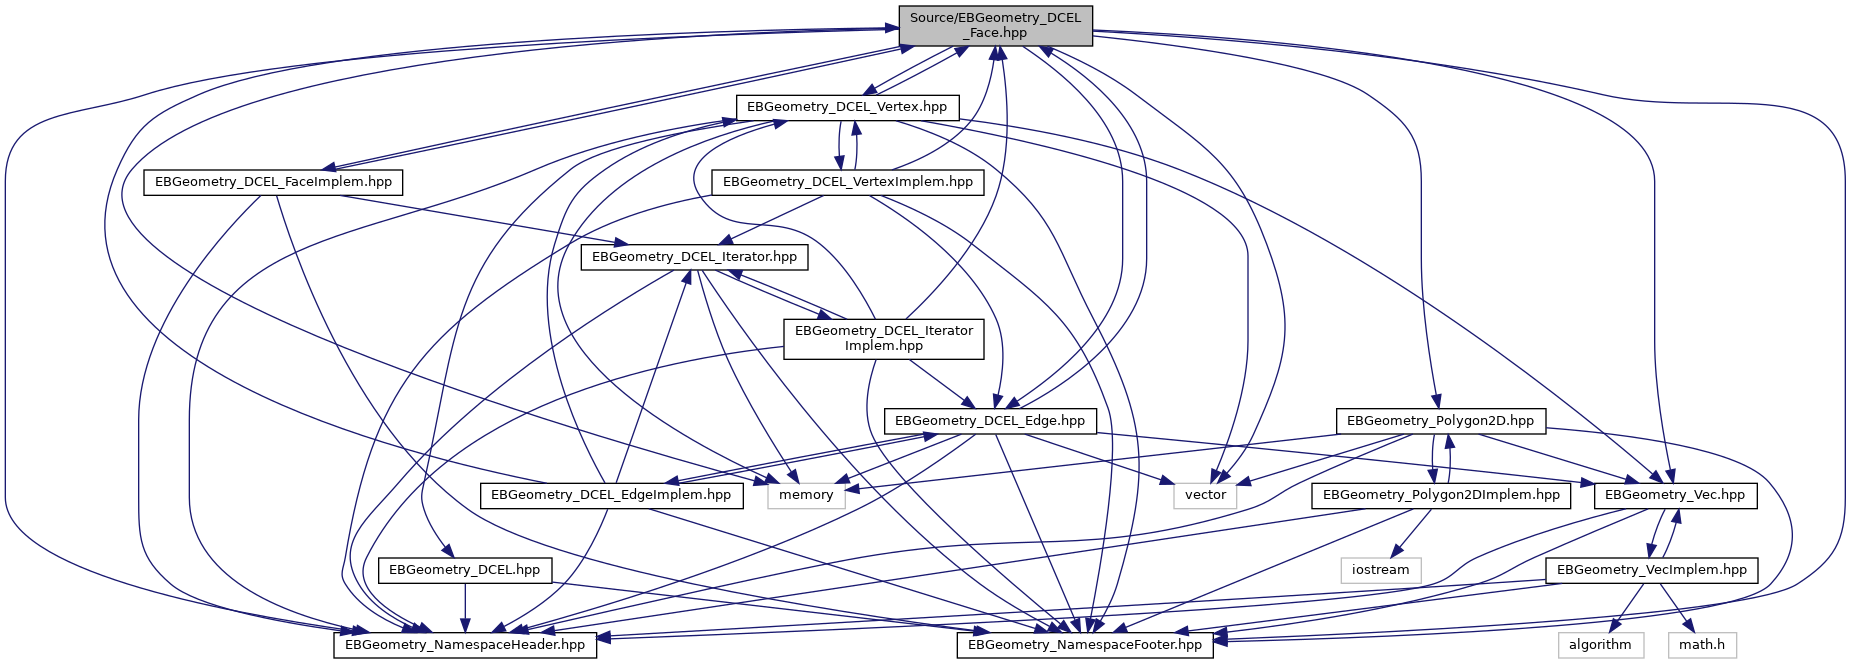 Source/EBGeometry_DCEL
_Face.hpp
EBGeometry_DCEL_Vertex.hpp
EBGeometry_DCEL_FaceImplem.hpp
EBGeometry_DCEL_VertexImplem.hpp
EBGeometry_DCEL_Iterator.hpp
EBGeometry_DCEL_Iterator
Implem.hpp
EBGeometry_DCEL_Edge.hpp
EBGeometry_Polygon2D.hpp
EBGeometry_DCEL_EdgeImplem.hpp
memory
vector
EBGeometry_Polygon2DImplem.hpp
EBGeometry_Vec.hpp
EBGeometry_DCEL.hpp
iostream
EBGeometry_VecImplem.hpp
EBGeometry_NamespaceHeader.hpp
EBGeometry_NamespaceFooter.hpp
algorithm
math.h